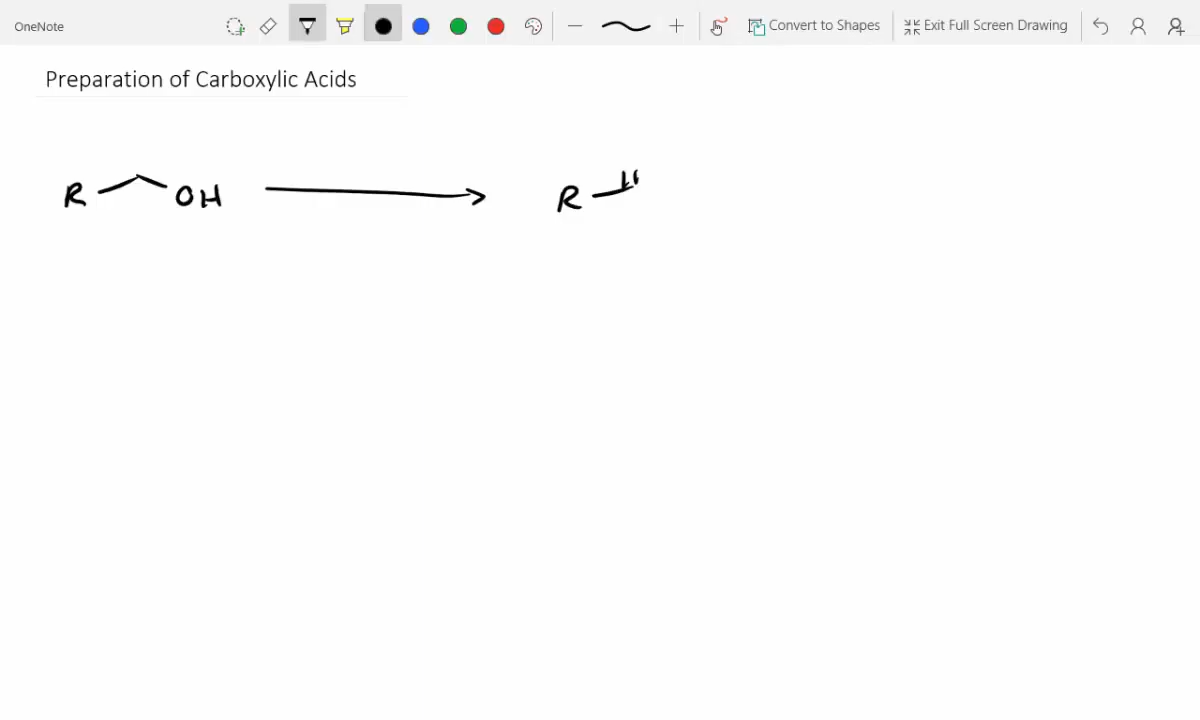 OneNote
Convert to Shapes
Exit Full Screen Drawing
Preparation of Carboxylic Acids
R OH R